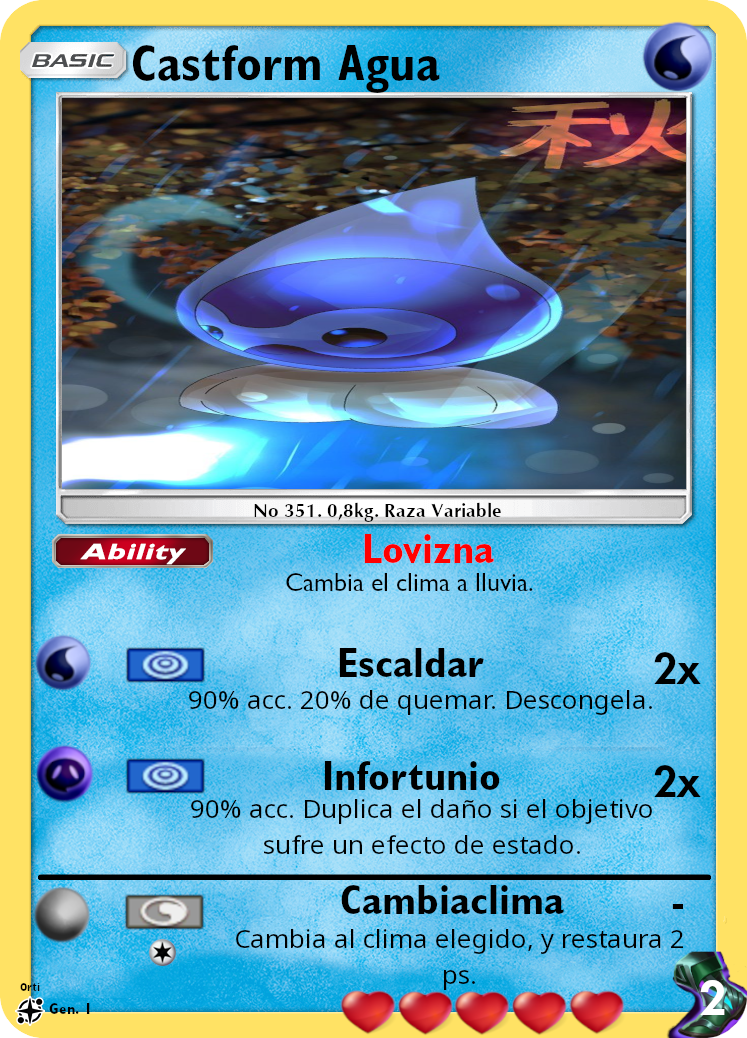 BASIC
Castform Agua
秋
No 351. 0,8kg. Raza Variable
Ability
Lovizna
Cambia el clima a lluvia.
Escaldar
2x
90% acc. 20% de quemar. Descongela.
Infortunio
2x
90% acc. Duplica el daño si el objetivo
sufre un efecto de estado.
Cambiaclima
-
Cambia al clima elegido, y restaura 2
ps.
Orti
Gen. 1
2